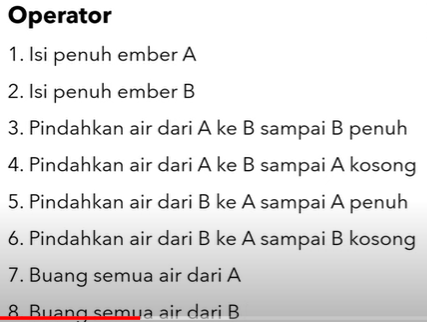 Operator
1. Isi penuh ember A
2. Isi penuh ember B
3. Pindahkan air dari A ke B sampai B penuh
4. Pindahkan air dari A ke B sampai A kosong
5. Pindahkan air dari B ke A sampai A penuh
6. Pindahkan air dari B ke A sampai B kosong
7. Buang semua air dari A
8. Buang semua air dari B